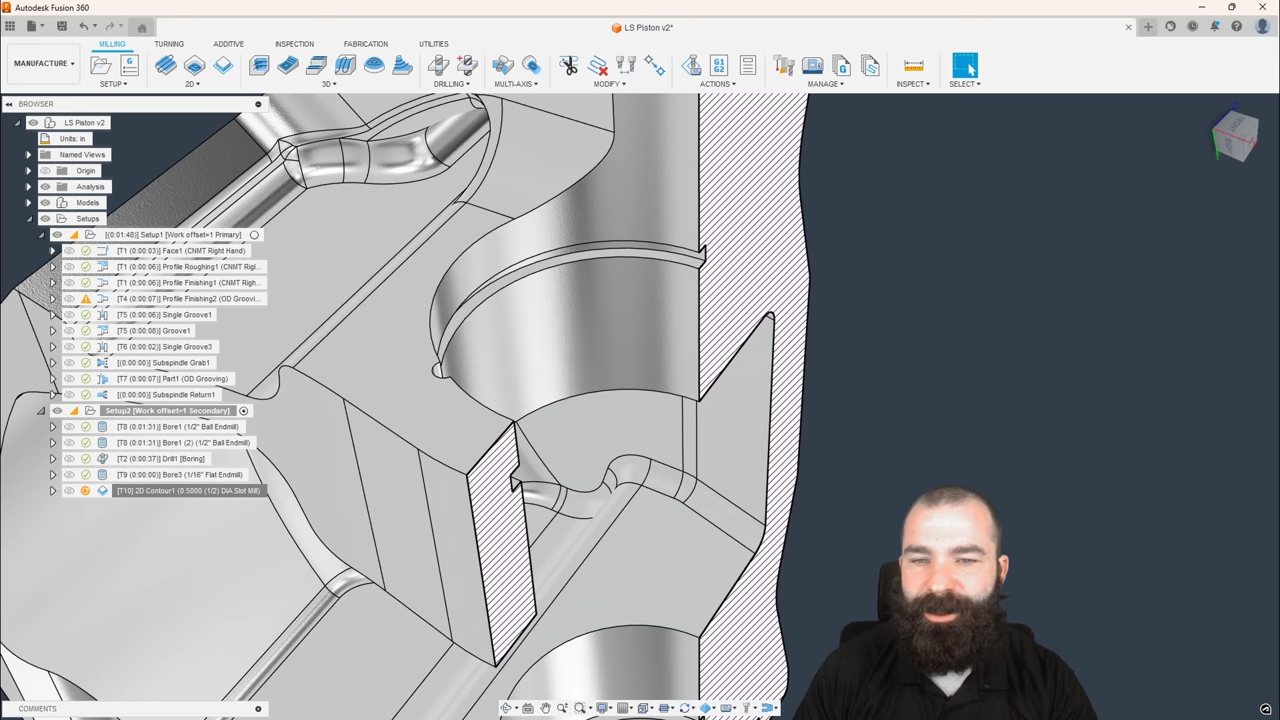 Autodesk Fusion 360
LS Piston v2*
MANUFACTURE
MILLING TURNING ADDITIVE INSPECTION FABRICATION UTILITIES
SETUP 2D 3D DRILLING MULTI-AXIS MODIFY ACTIONS MANAGE INSPECT SELECT
BROWSER
LS Piston v2
Units: in
Named Views
Origin
Analysis
Models
Setups
[(0:01:48)] Setup1 [Work offset=1 Primary]
[T1 (0:00:03)] Face1 (CNMT Right Hand)
[T1 (0:00:06)] Profile Roughing1 (CNMT Rigl...
[T1 (0:00:06)] Profile Finishing1 (CNMT Righ...
[T4 (0:00:07)] Profile Finishing2 (OD Groovi...
[T5 (0:00:06)] Single Groove1
[T5 (0:00:08)] Groove1
[T6 (0:00:02)] Single Groove3
[(0:00:00)] Subspindle Grab1
[T7 (0:00:07)] Part1 (OD Grooving)
[(0:00:00)] Subspindle Return1
Setup2 [Work offset=1 Secondary]
[T8 (0:01:31)] Bore1 (1/2" Ball Endmill)
[T8 (0:01:31)] Bore1 (2) (1/2" Ball Endmill)
[T2 (0:00:37)] Drill1 [Boring]
[T9 (0:00:00)] Bore3 (1/16" Flat Endmill)
[T10] 2D Contour1 (0.5000 (1/2) DIA Slot Mill)
COMMENTS